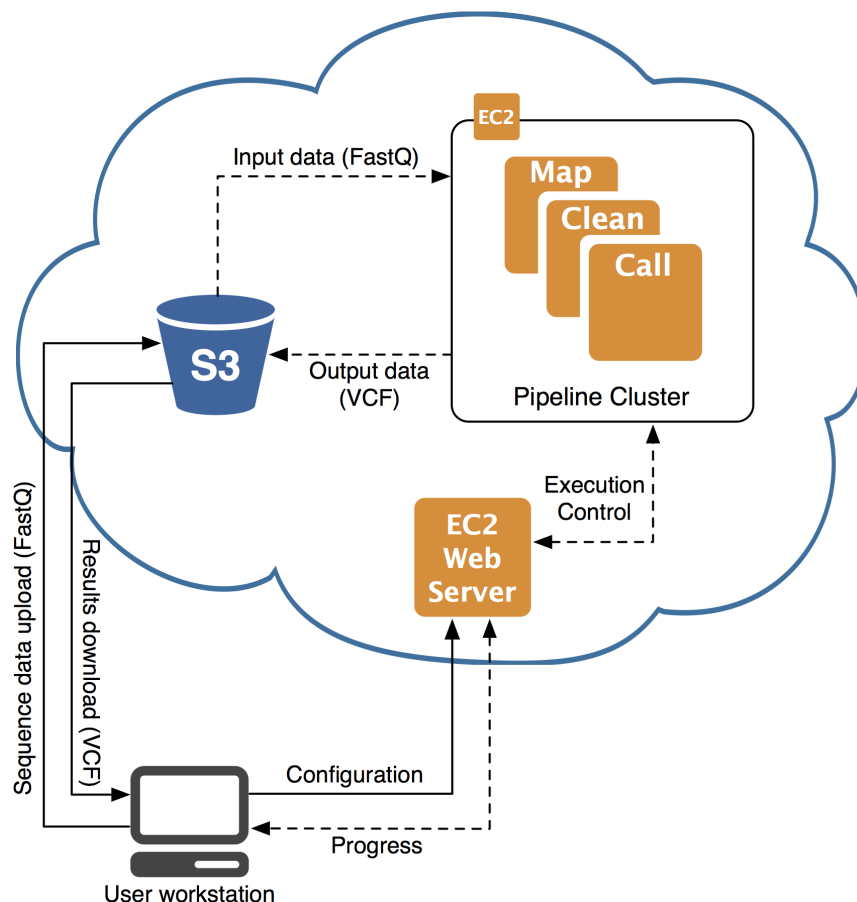 EC2
Input data (FastQ)
Map
Clean
Call
S3
Output data
(VCF)
Pipeline Cluster
Execution
Control
EC2
Web
Server
Sequence data upload (FastQ)
Results download (VCF)
Configuration
Progress
User workstation